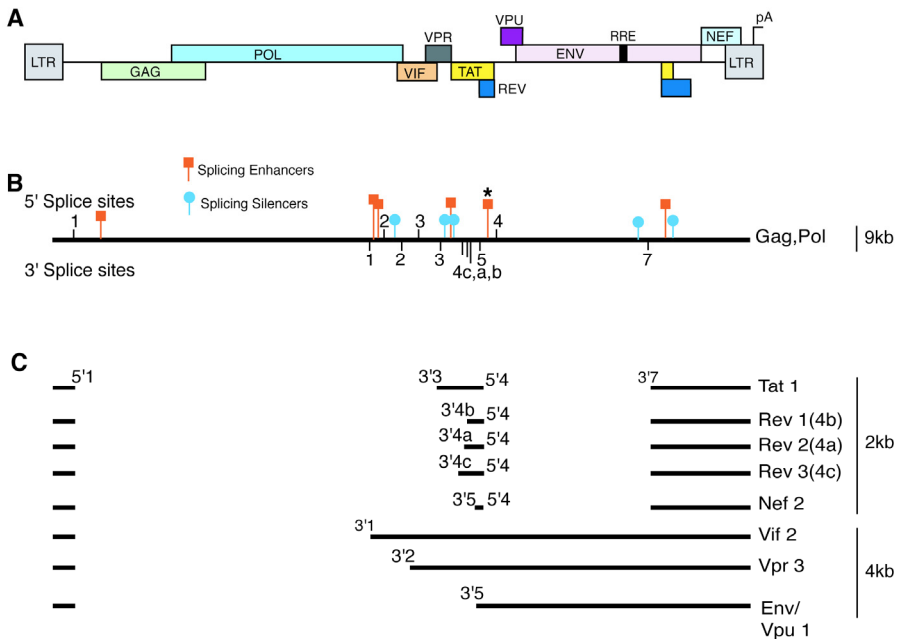 A
VPU
pA
VPR
RRE
NEF
LTR
POL
ENV
LTR
GAG
VIF
TAT
REV
Splicing Enhancers
B
5' Splice sites
Splicing Silencers
*
1
2
3
4
Gag,Pol
9kb
3' Splice sites
1
2
3
4c,a,b
5
7
C
5'1
3'3
5'4
3'7
Tat 1
3'4b
5'4
Rev 1(4b)
2kb
3'4a
5'4
Rev 2(4a)
3'4c
5'4
Rev 3(4c)
3'5
5'4
Nef 2
3'1
Vif 2
3'2
Vpr 3
4kb
3'5
Env/
Vpu 1